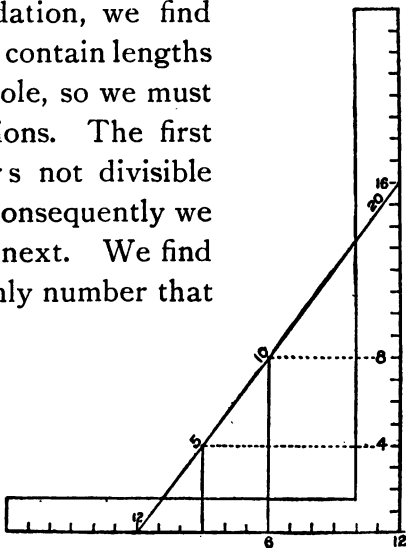 dation, we find
contain lengths
ole, so we must
ions. The first
rs not divisible
onsequently we
next. We find
nly number that
16
20
10
8
5
4
12
6
12